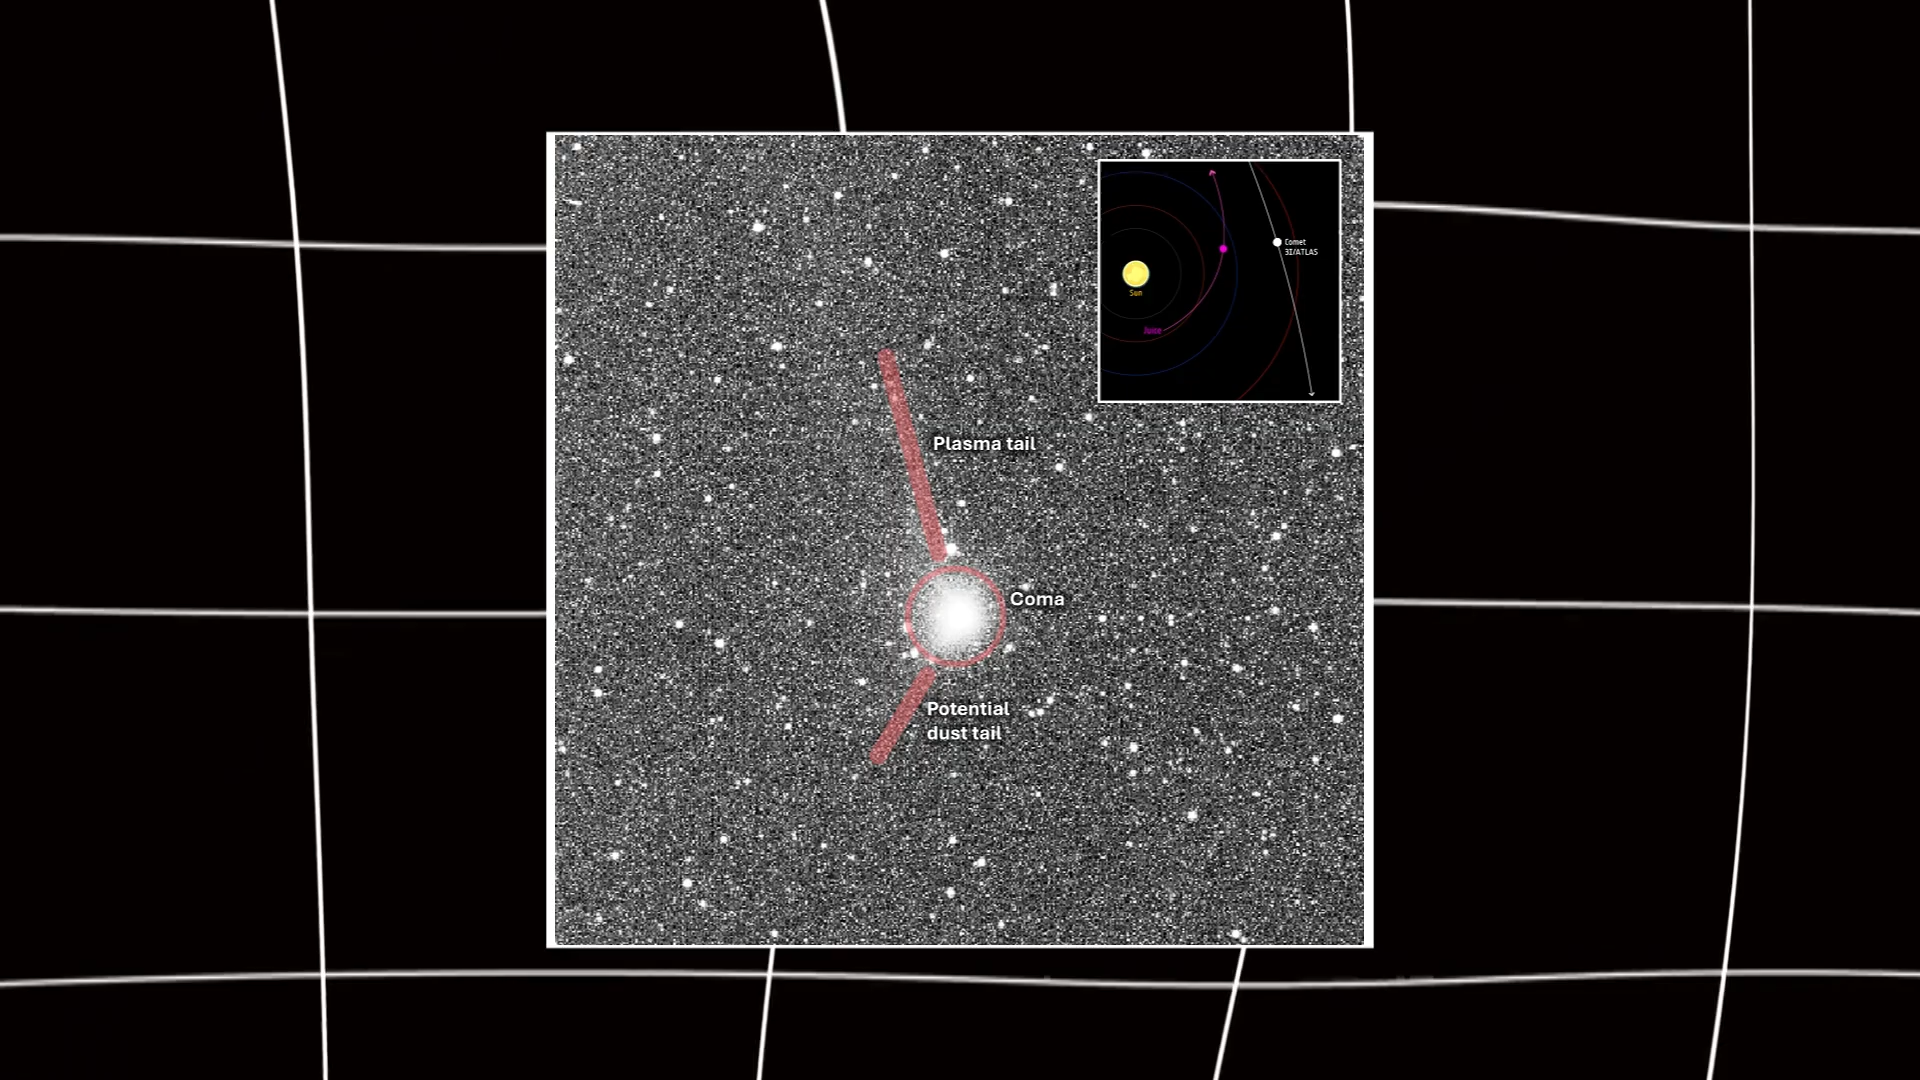 Comet
3I/ATLAS
Sun
Juice
Plasma tail
Coma
Potential
dust tail